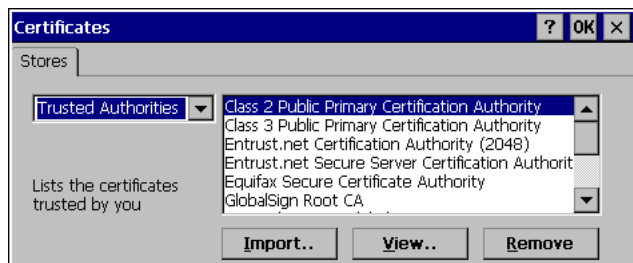 Certificates ? OK ×
Stores
Trusted Authorities
Class 2 Public Primary Certification Authority
Class 3 Public Primary Certification Authority
Entrust.net Certification Authority (2048)
Entrust.net Secure Server Certification Authorit
Equifax Secure Certificate Authority
GlobalSign Root CA
Lists the certificates
trusted by you
Import.. View.. Remove